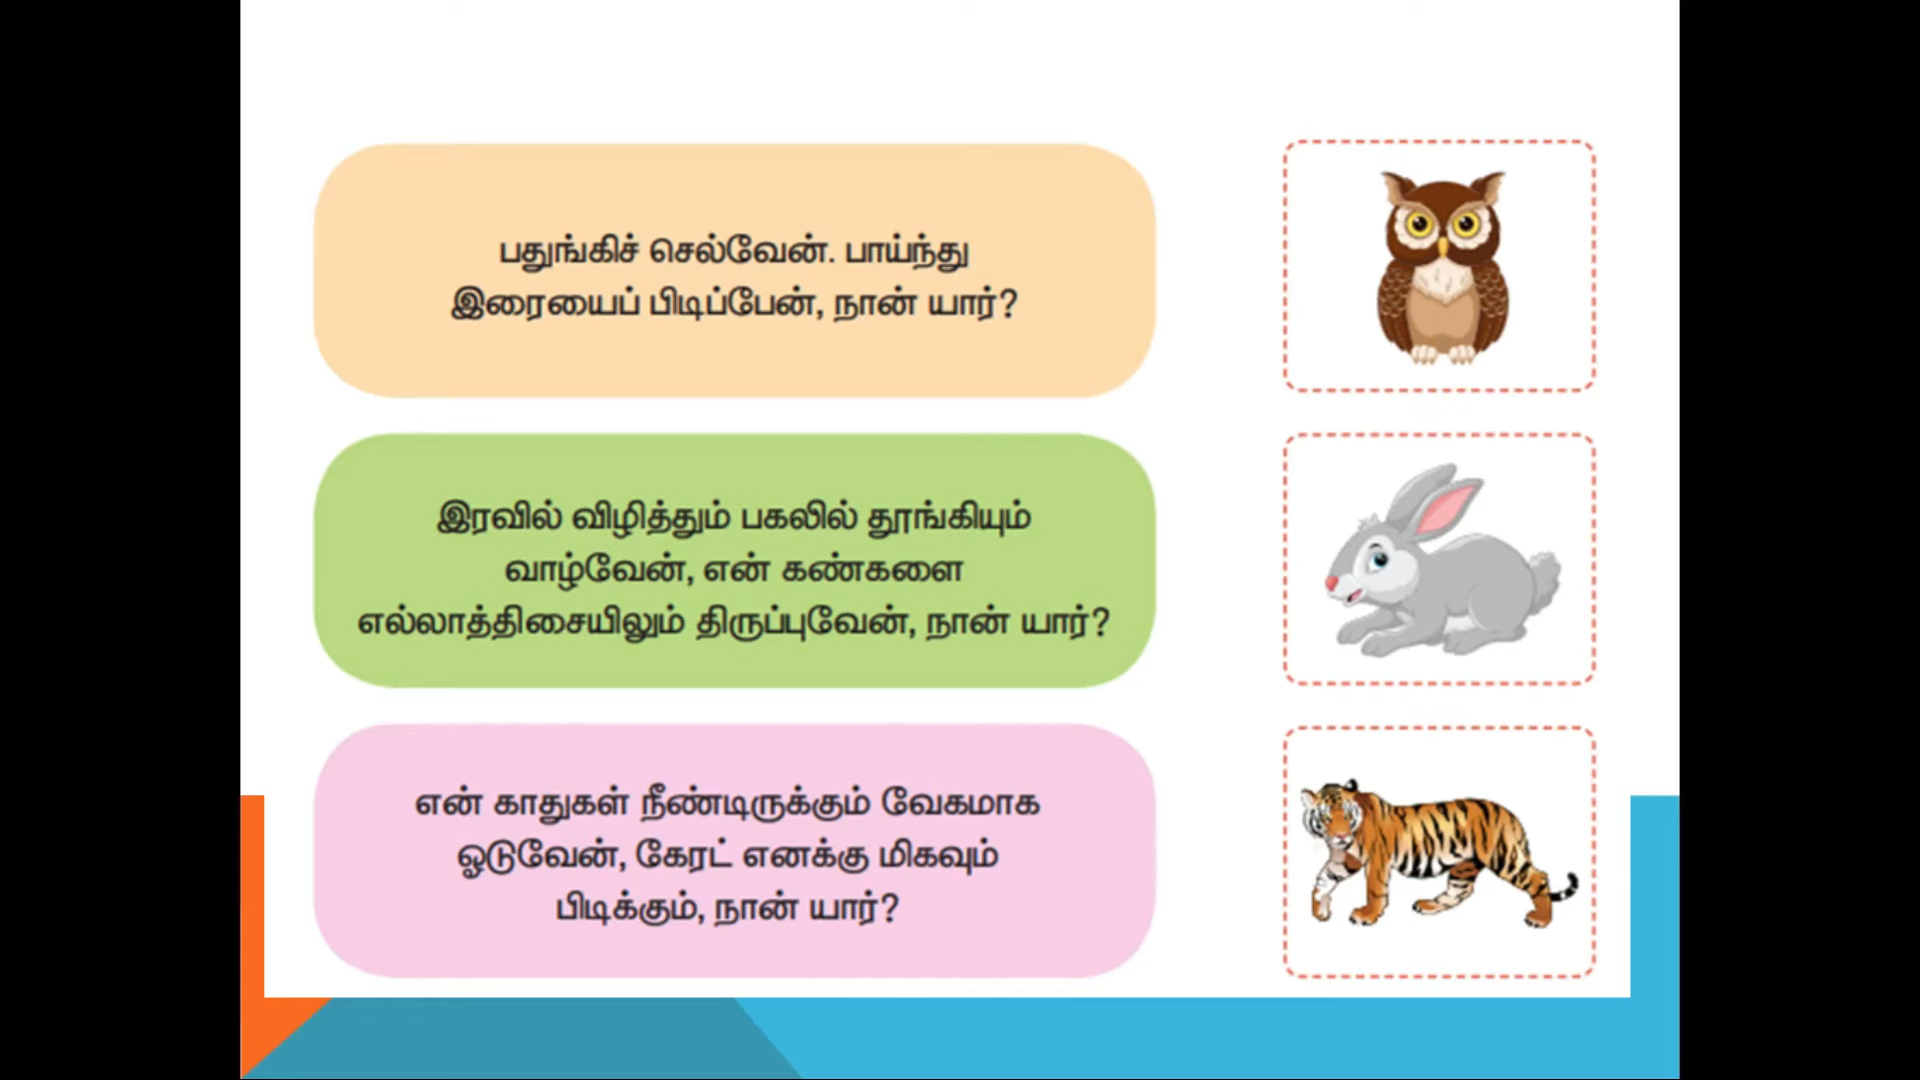 பதுங்கிச் செல்வேன். பாய்ந்து
இரையைப் பிடிப்பேன், நான் யார்?
இரவில் விழித்தும் பகலில் தூங்கியும்
வாழ்வேன், என் கண்களை
எல்லாத்திசையிலும் திருப்புவேன், நான் யார்?
என் காதுகள் நீண்டிருக்கும் வேகமாக
ஓடுவேன், கேரட் எனக்கு மிகவும்
பிடிக்கும், நான் யார்?